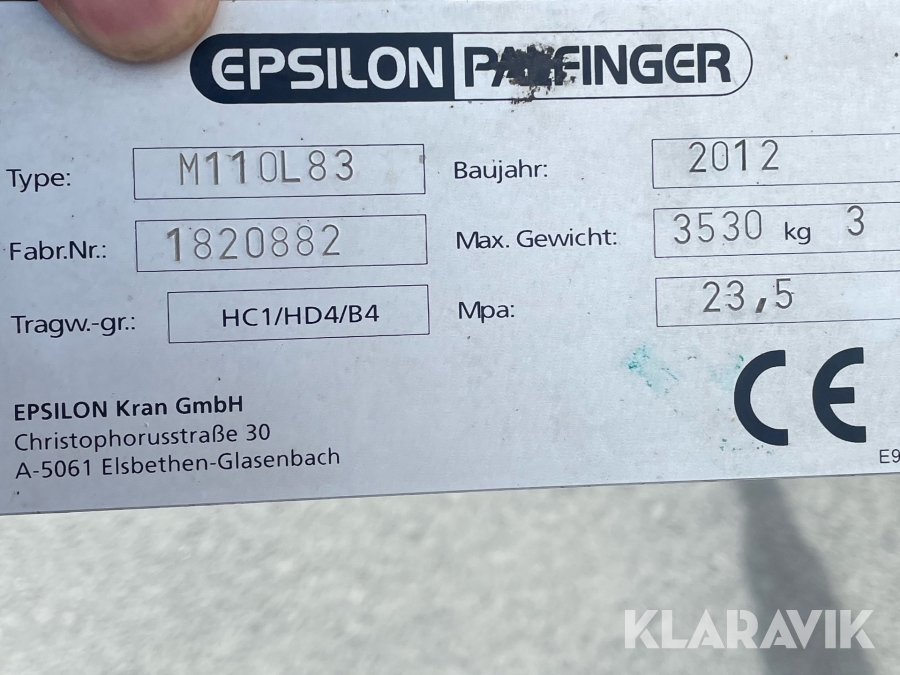 EPSILON PALFINGER
Type: M110L83 Baujahr: 2012
Fabr.Nr.: 1820882 Max. Gewicht: 3530 kg 3
Tragw.-gr.: HC1/HD4/B4 Mpa: 23,5
CE
EPSILON Kran GmbH
Christophorusstraße 30
A-5061 Elsbethen-Glasenbach
E9
KLARAVIK